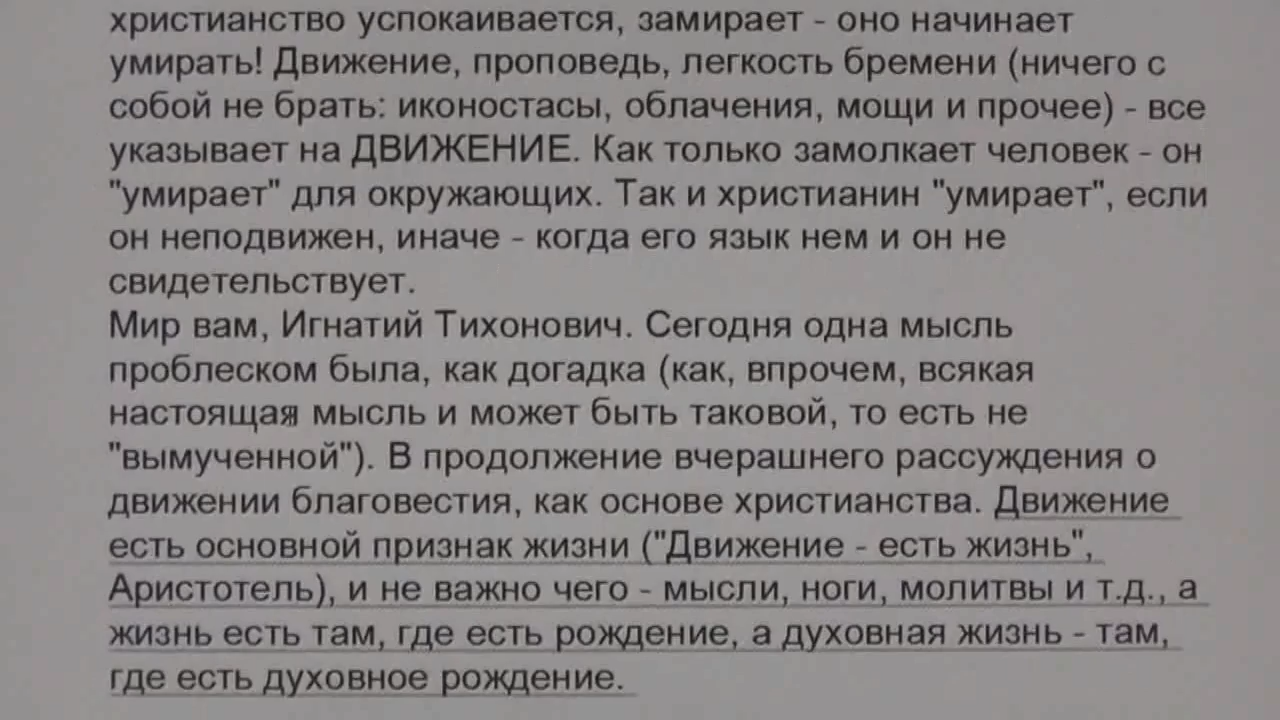 христианство успокаивается, замирает - оно начинает
умирать! Движение, проповедь, легкость бремени (ничего с
собой не брать: иконостасы, облачения, мощи и прочее) - все
указывает на ДВИЖЕНИЕ. Как только замолкает человек - он
"умирает" для окружающих. Так и христианин "умирает", если
он неподвижен, иначе - когда его язык нем и он не
свидетельствует.
Мир вам, Игнатий Тихонович. Сегодня одна мысль
проблеском была, как догадка (как, впрочем, всякая
настоящая мысль и может быть таковой, то есть не
"вымученной"). В продолжение вчерашнего рассуждения о
движении благовестия, как основе христианства. Движение
есть основной признак жизни ("Движение - есть жизнь",
Аристотель), и не важно чего - мысли, ноги, молитвы и т.д., а
жизнь есть там, где есть рождение, а духовная жизнь - там,
где есть духовное рождение.